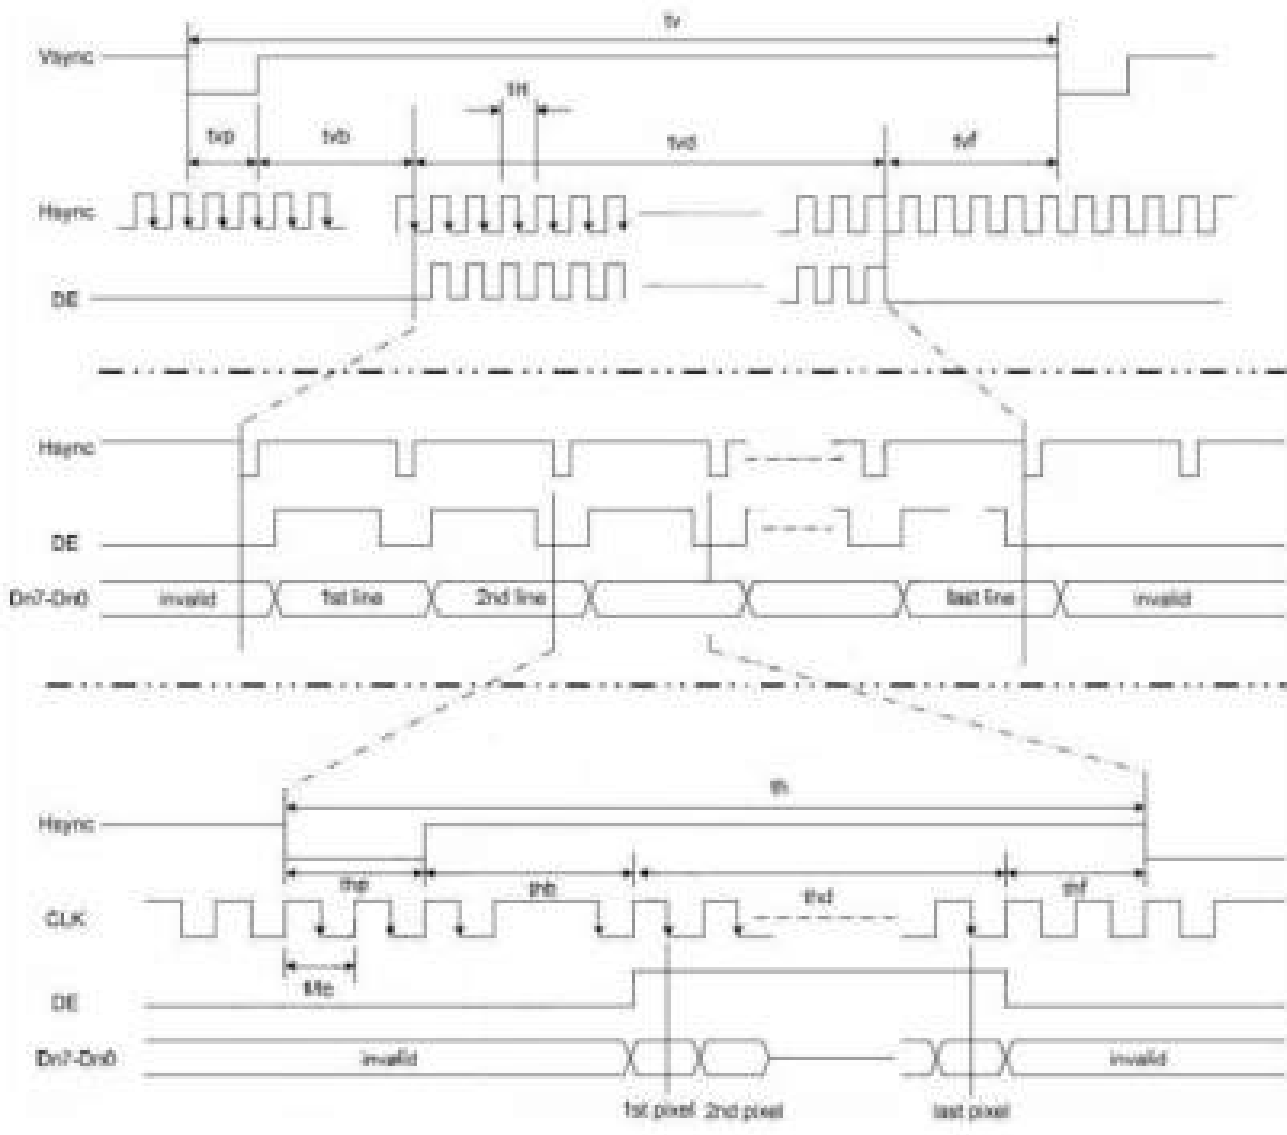 tv
Vsync
1H
tvp tvb tvd tvf
Hsync
DE
Hsync
DE
Dn7-Dn0 invalid 1st line 2nd line last line invalid
th
Hsync
thp thb thd thf
CLK
DE
Dn7-Dn0 invalid invalid
1st pixel 2nd pixel last pixel